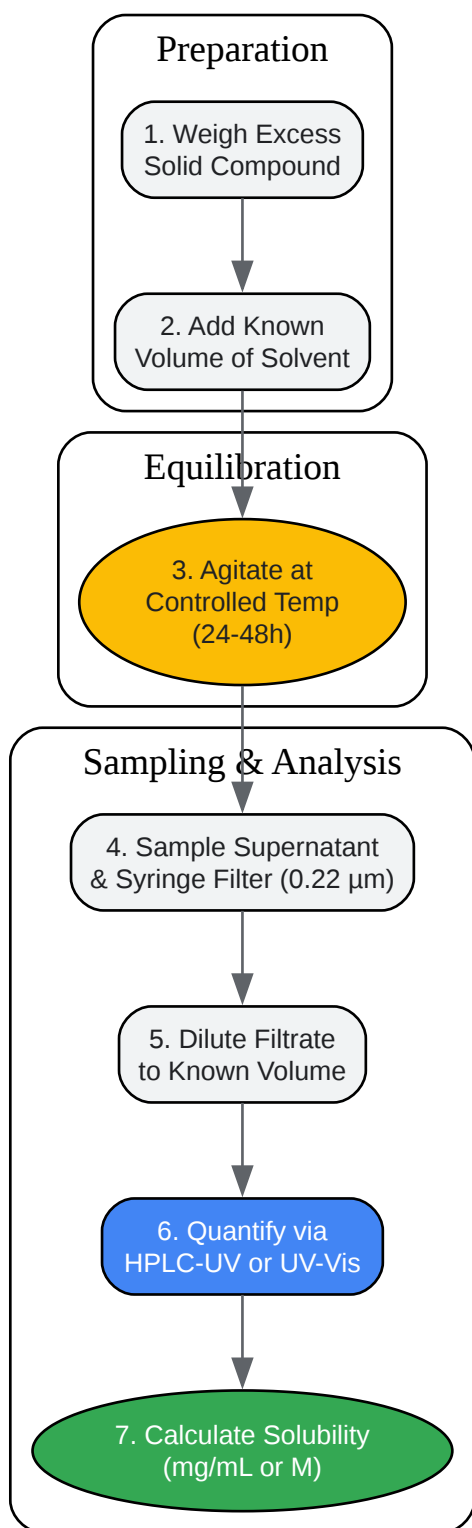 Preparation
1. Weigh Excess
Solid Compound
2. Add Known
Volume of Solvent
Equilibration
3. Agitate at
Controlled Temp
(24-48h)
Sampling & Analysis
4. Sample Supernatant
& Syringe Filter (0.22 µm)
5. Dilute Filtrate
to Known Volume
6. Quantify via
HPLC-UV or UV-Vis
7. Calculate Solubility
(mg/mL or M)